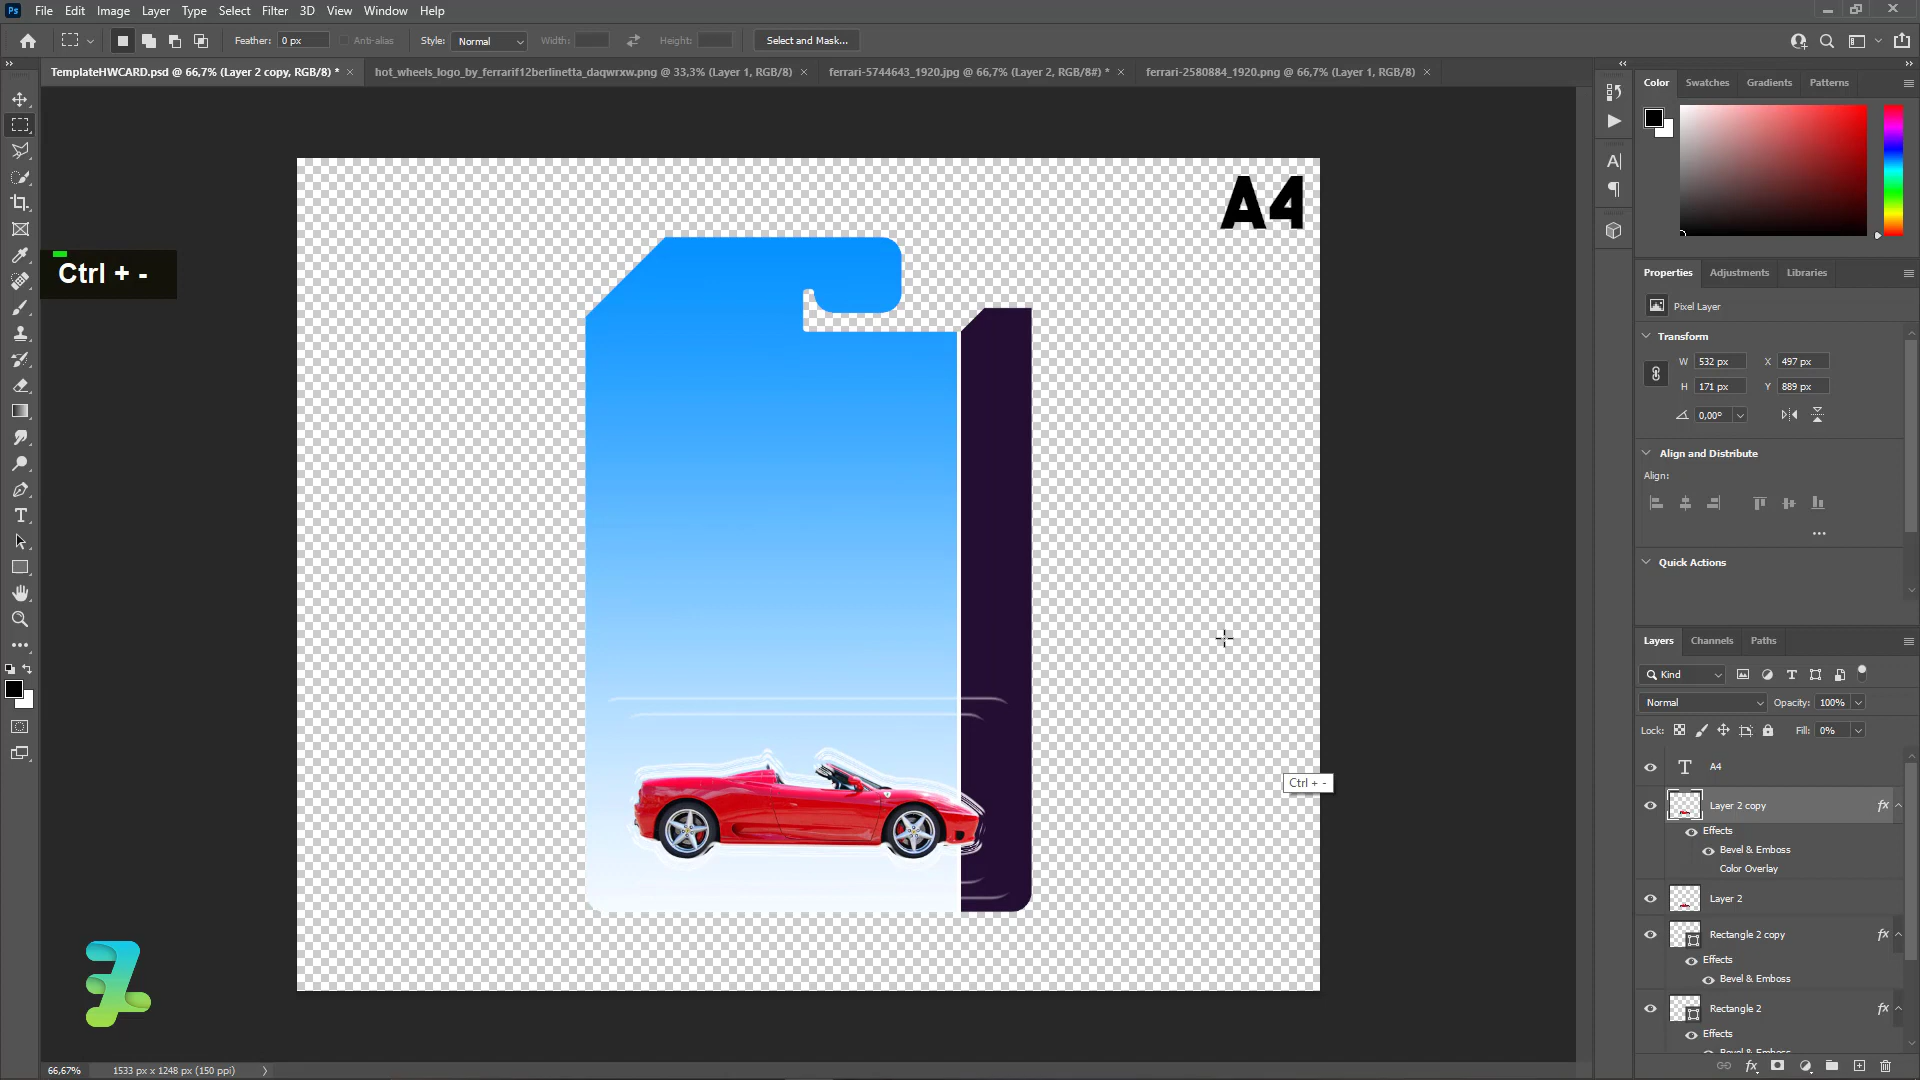 Ps File Edit Image Layer Type Select Filter 3D View Window Help
Feather: 0 px Anti-alias Style: Normal Width: Height: Select and Mask...
TemplateHWCARD.psd @ 66,7% (Layer 2 copy, RGB/8) * hot_wheels_logo_by_ferrarif12berlinetta_daqwrxw.png @ 33,3% (Layer 1, RGB/8) ferrari-5744643_1920.jpg @ 66,7% (Layer 2, RGB/8#) * ferrari-2580884_1920.png @ 66,7% (Layer 1, RGB/8)
Color Swatches Gradients Patterns
A4
Ctrl + -
Properties Adjustments Libraries
Pixel Layer
Transform
W 532 px X 497 px
H 171 px Y 889 px
0,00°
Align and Distribute
Align:
Quick Actions
Layers Channels Paths
Kind
Normal Opacity: 100%
Lock: Fill: 0%
A4
Ctrl + -
Layer 2 copy fx
Effects
Bevel & Emboss
Color Overlay
Layer 2
Rectangle 2 copy fx
Effects
Bevel & Emboss
Rectangle 2 fx
Effects
Bevel & Emboss
66,67% 1533 px x 1248 px (150 ppi)